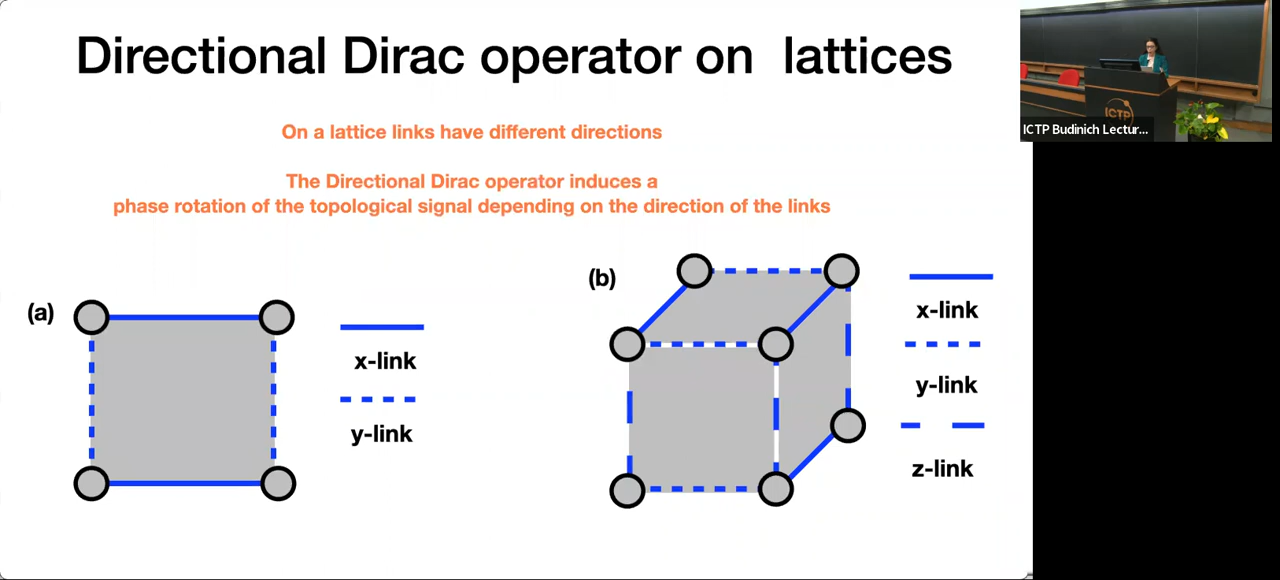 Directional Dirac operator on lattices
On a lattice links have different directions
The Directional Dirac operator induces a
phase rotation of the topological signal depending on the direction of the links
(a)
x-link
y-link
(b)
x-link
y-link
z-link
ICTP
ICTP Budinich Lectur...